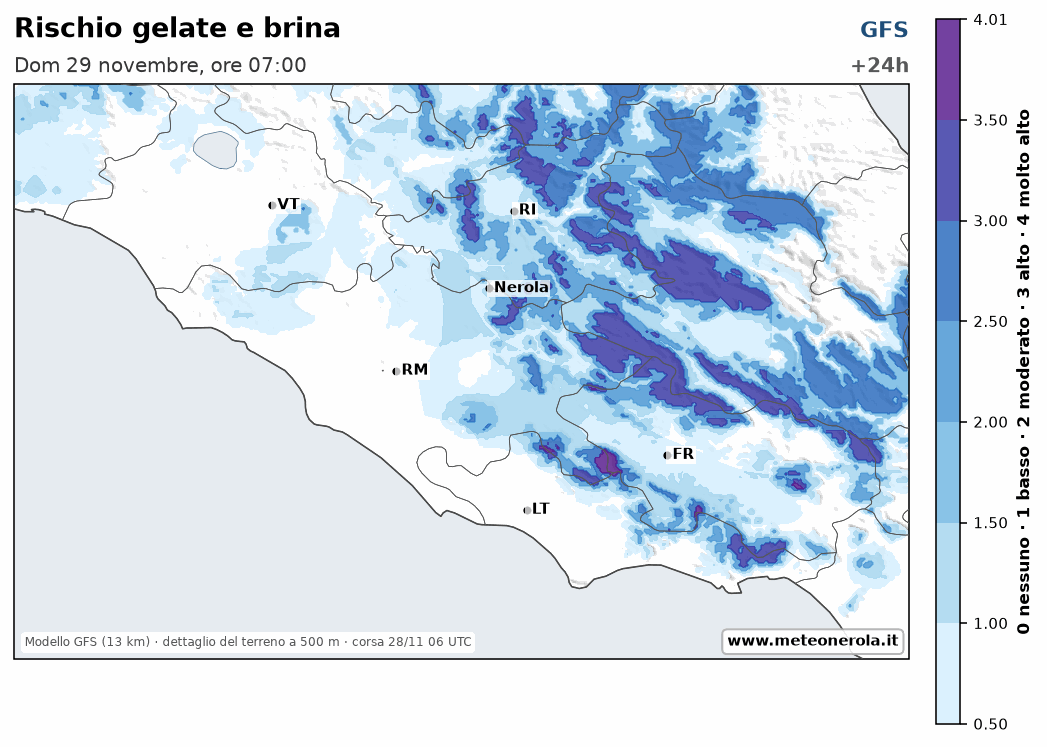 Rischio gelate e brina
GFS
Dom 29 novembre, ore 07:00
+24h
VT
RI
Nerola
RM
FR
LT
Modello GFS (13 km) · dettaglio del terreno a 500 m · corsa 28/11 06 UTC
www.meteonerola.it
4.01
3.50
3.00
2.50
2.00
1.50
1.00
0.50
0 nessuno · 1 basso · 2 moderato · 3 alto · 4 molto alto